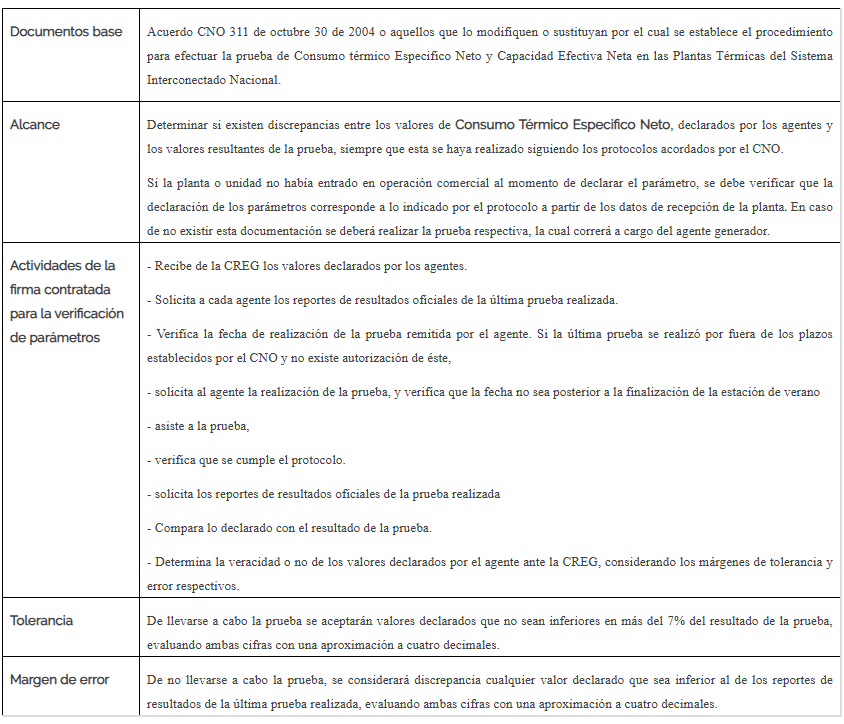 Documentos base
Acuerdo CNO 311 de octubre 30 de 2004 o aquellos que lo modifiquen o sustituyan por el cual se establece el procedimiento
para efectuar la prueba de Consumo térmico Especifico Neto y Capacidad Efectiva Neta en las Plantas Térmicas del Sistema
Interconectado Nacional.
Alcance
Determinar si existen discrepancias entre los valores de Consumo Térmico Especifico Neto, declarados por los agentes y
los valores resultantes de la prueba, siempre que esta se haya realizado siguiendo los protocolos acordados por el CNO.
Si la planta o unidad no había entrado en operación comercial al momento de declarar el parámetro, se debe verificar que la
declaración de los parámetros corresponde a lo indicado por el protocolo a partir de los datos de recepción de la planta. En caso
de no existir esta documentación se deberá realizar la prueba respectiva, la cual correrá a cargo del agente generador.
Actividades de la
firma contratada
para la verificación
de parámetros
- Recibe de la CREG los valores declarados por los agentes.
- Solicita a cada agente los reportes de resultados oficiales de la última prueba realizada.
- Verifica la fecha de realización de la prueba remitida por el agente. Si la última prueba se realizó por fuera de los plazos
establecidos por el CNO y no existe autorización de éste,
- solicita al agente la realización de la prueba, y verifica que la fecha no sea posterior a la finalización de la estación de verano
- asiste a la prueba,
- verifica que se cumple el protocolo.
- solicita los reportes de resultados oficiales de la prueba realizada
- Compara lo declarado con el resultado de la prueba.
- Determina la veracidad o no de los valores declarados por el agente ante la CREG, considerando los márgenes de tolerancia y
error respectivos.
Tolerancia
De llevarse a cabo la prueba se aceptarán valores declarados que no sean inferiores en más del 7% del resultado de la prueba,
evaluando ambas cifras con una aproximación a cuatro decimales.
Margen de error
De no llevarse a cabo la prueba, se considerará discrepancia cualquier valor declarado que sea inferior al de los reportes de
resultados de la última prueba realizada, evaluando ambas cifras con una aproximación a cuatro decimales.